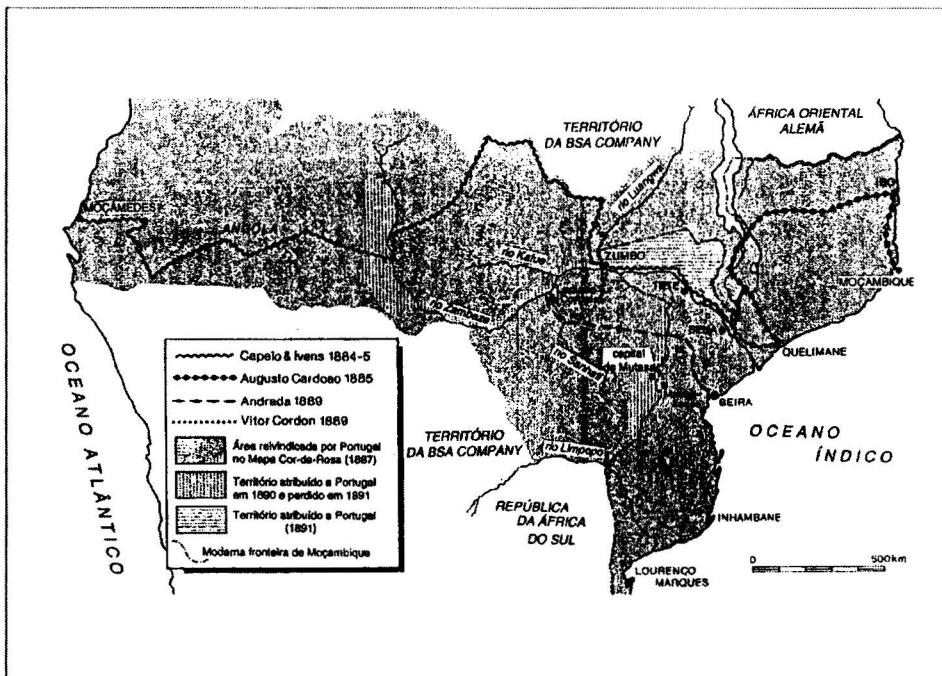 TERRITÓRIO
DA BSA COMPANY
ÁFRICA ORIENTAL
ALEMÃ
rio Luangwa
IBO
MOÇÂMEDES
ANGOLA
rio Kafue
ZUMBO
TETE
MOÇAMBIQUE
rio Zambeze
SENA
QUELIMANE
capital
de Mutasa
rio Sanhati
BEIRA
OCEANO ATLÂNTICO
OCEANO
ÍNDICO
Capelo & Ivens 1884-5
Augusto Cardoso 1885
Andrada 1889
Vitor Cordon 1889
Área reivindicada por Portugal
no Mapa Cor-de-Rosa (1887)
Território atribuído a Portugal
em 1890 e perdido em 1891
Território atribuído a Portugal
(1891)
Moderna fronteira de Moçambique
TERRITÓRIO
DA BSA COMPANY
rio Limpopo
REPÚBLICA
DA ÁFRICA
DO SUL
INHAMBANE
LOURENÇO
MARQUES
0 500km